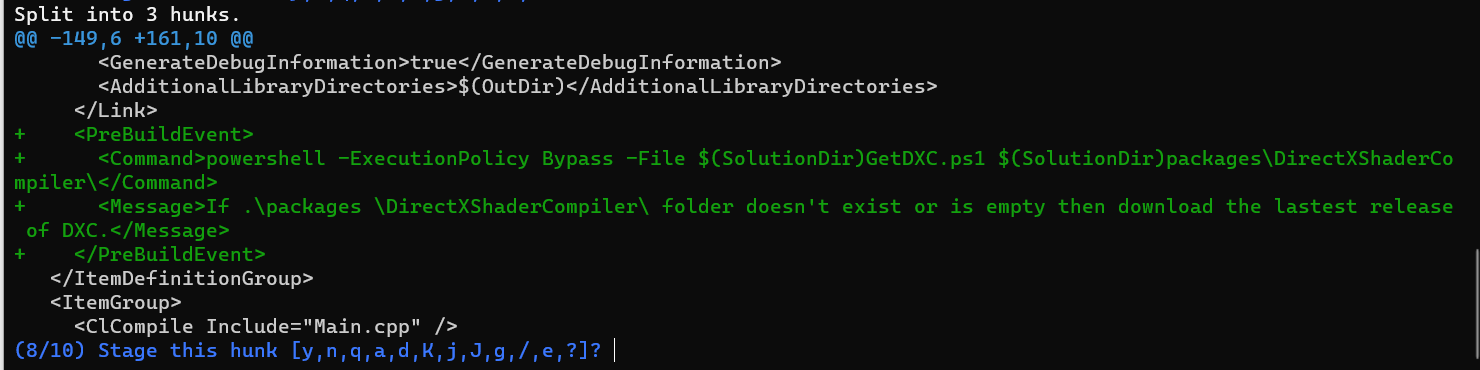 Split into 3 hunks.
@@ -149,6 +161,10 @@
       <GenerateDebugInformation>true</GenerateDebugInformation>
       <AdditionalLibraryDirectories>$(OutDir)</AdditionalLibraryDirectories>
     </Link>
+    <PreBuildEvent>
+      <Command>powershell -ExecutionPolicy Bypass -File $(SolutionDir)GetDXC.ps1 $(SolutionDir)packages\DirectXShaderCo
mpiler\</Command>
+      <Message>If .\packages \DirectXShaderCompiler\ folder doesn't exist or is empty then download the lastest release
 of DXC.</Message>
+    </PreBuildEvent>
   </ItemDefinitionGroup>
   <ItemGroup>
     <ClCompile Include="Main.cpp" />
(8/10) Stage this hunk [y,n,q,a,d,K,j,J,g,/,e,?]?